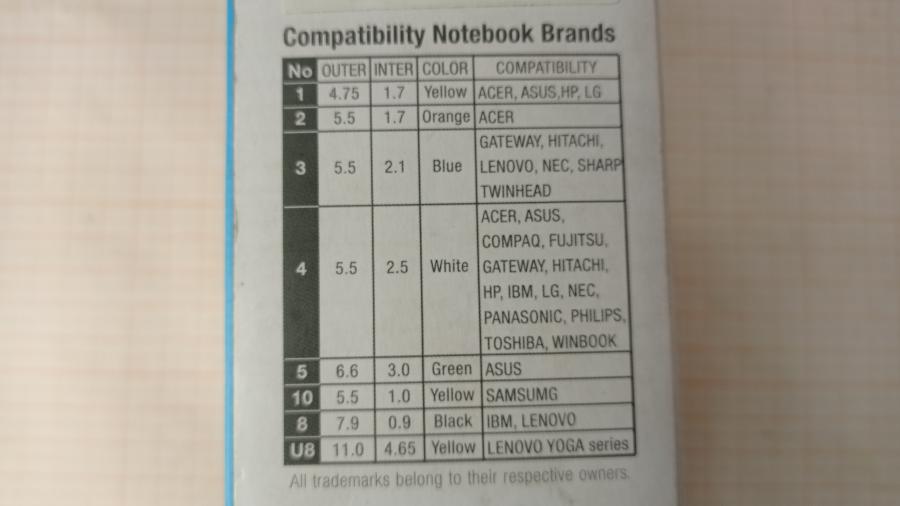 Compatibility Notebook Brands
No OUTER INTER COLOR COMPATIBILITY
1 4.75 1.7 Yellow ACER, ASUS,HP, LG
2 5.5 1.7 Orange ACER
3 5.5 2.1 Blue GATEWAY, HITACHI,
LENOVO, NEC, SHARP
TWINHEAD
4 5.5 2.5 White ACER, ASUS,
COMPAQ, FUJITSU,
GATEWAY, HITACHI,
HP, IBM, LG, NEC,
PANASONIC, PHILIPS,
TOSHIBA, WINBOOK
5 6.6 3.0 Green ASUS
10 5.5 1.0 Yellow SAMSUMG
8 7.9 0.9 Black IBM, LENOVO
U8 11.0 4.65 Yellow LENOVO YOGA series
All trademarks belong to their respective owners.